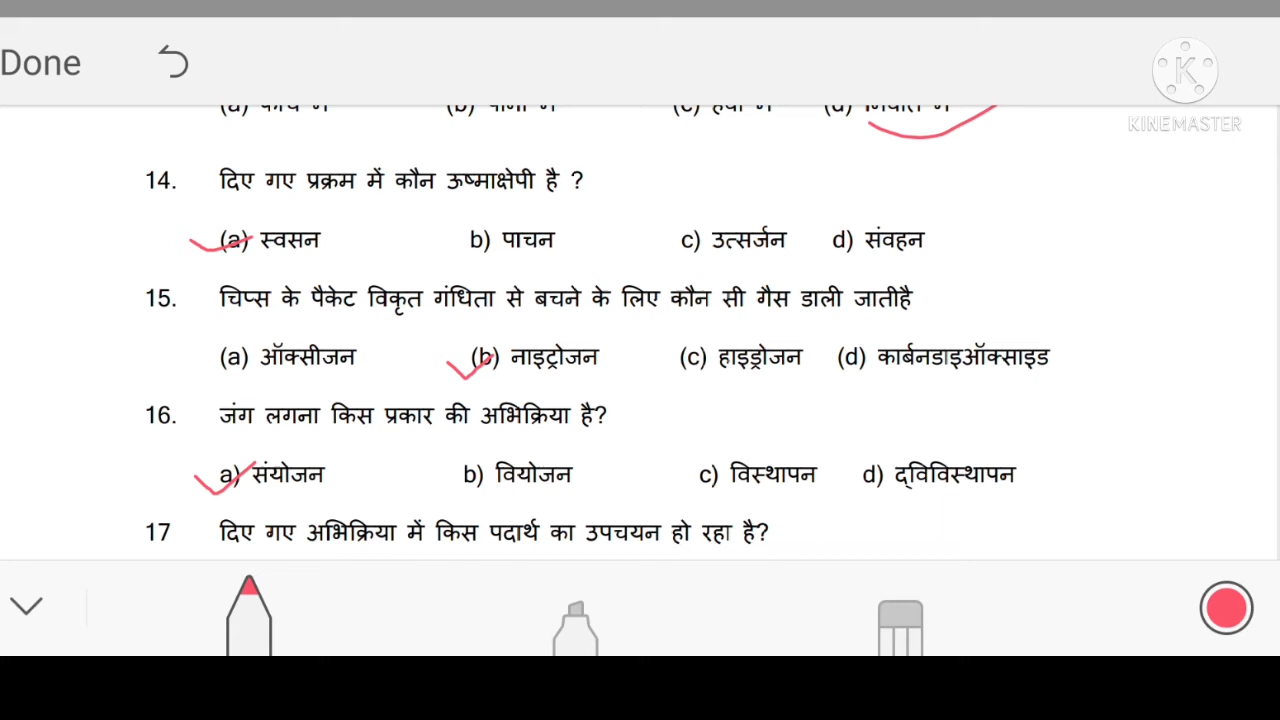 Done
K
KINEMASTER
14. दिए गए प्रक्रम में कौन ऊष्माक्षेपी है ?
(a) स्वसन b) पाचन c) उत्सर्जन d) संवहन
15. चिप्स के पैकेट विकृत गंधिता से बचने के लिए कौन सी गैस डाली जातीहै
(a) ऑक्सीजन (b) नाइट्रोजन (c) हाइड्रोजन (d) कार्बनडाइऑक्साइड
16. जंग लगना किस प्रकार की अभिक्रिया है?
a) संयोजन b) वियोजन c) विस्थापन d) द्विविस्थापन
17 दिए गए अभिक्रिया में किस पदार्थ का उपचयन हो रहा है?